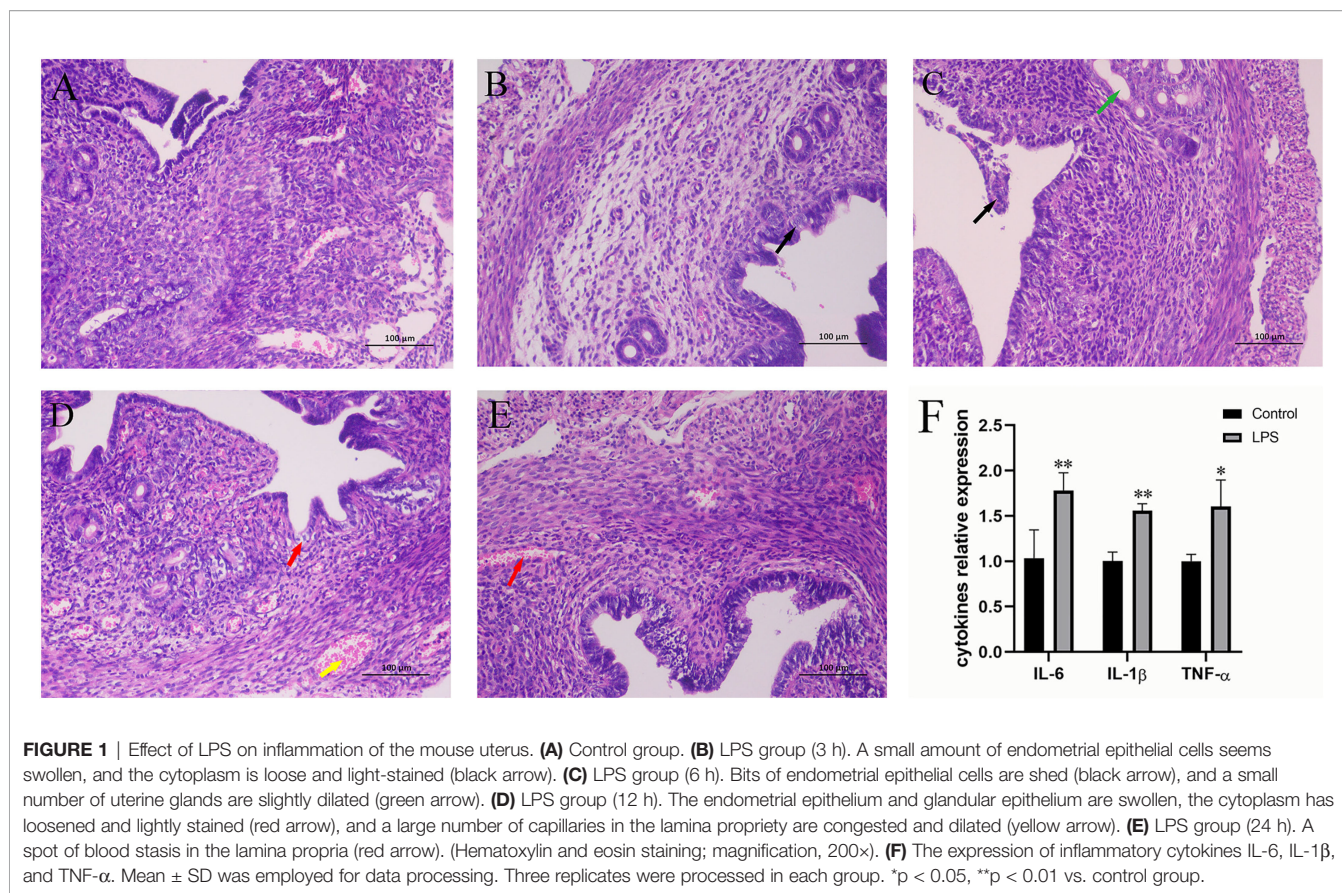 A
100 μm
B
100 μm
C
100 μm
D
100 μm
E
100 μm
F
Control
LPS
cytokines relative expression
2.5
2.0
1.5
1.0
0.5
0.0
**
**
*
IL-6
IL-1β
TNF-α
FIGURE 1 | Effect of LPS on inflammation of the mouse uterus. (A) Control group. (B) LPS group (3 h). A small amount of endometrial epithelial cells seems
swollen, and the cytoplasm is loose and light-stained (black arrow). (C) LPS group (6 h). Bits of endometrial epithelial cells are shed (black arrow), and a small
number of uterine glands are slightly dilated (green arrow). (D) LPS group (12 h). The endometrial epithelium and glandular epithelium are swollen, the cytoplasm has
loosened and lightly stained (red arrow), and a large number of capillaries in the lamina propriety are congested and dilated (yellow arrow). (E) LPS group (24 h). A
spot of blood stasis in the lamina propria (red arrow). (Hematoxylin and eosin staining; magnification, 200×). (F) The expression of inflammatory cytokines IL-6, IL-1β,
and TNF-α. Mean ± SD was employed for data processing. Three replicates were processed in each group. *p < 0.05, **p < 0.01 vs. control group.